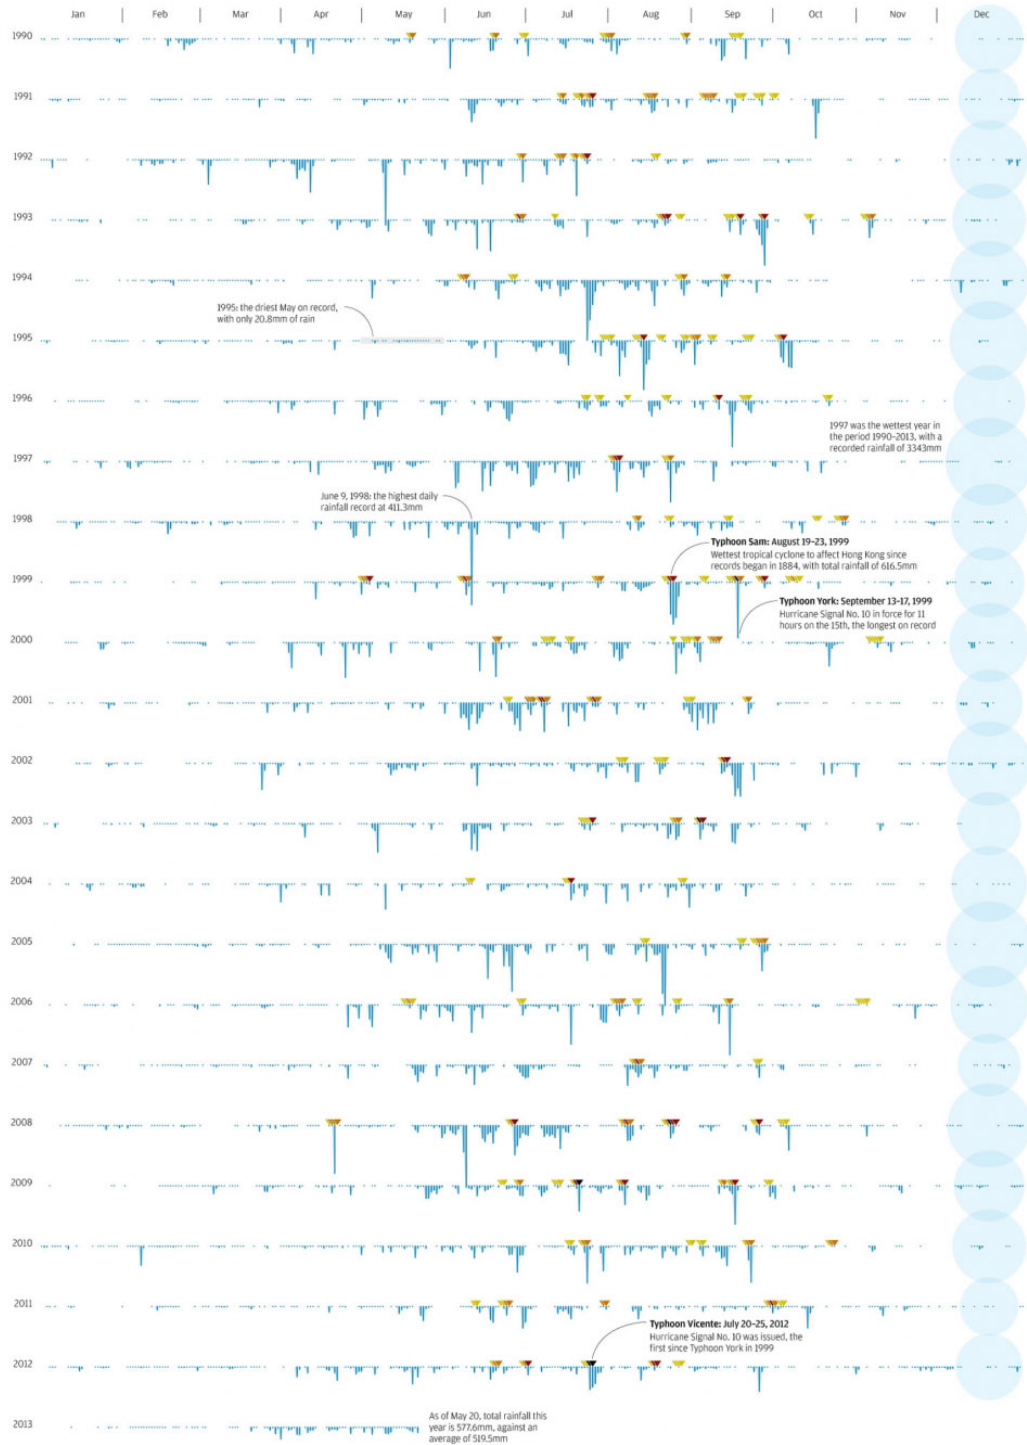 Jan Feb Mar Apr May Jun Jul Aug Sep Oct Nov Dec
1990
1991
1992
1993
1994
1995: the driest May on record,
with only 20.8mm of rain
1995
1996
1997 was the wettest year in
the period 1990-2013, with a
recorded rainfall of 3343mm
1997
June 9, 1998: the highest daily
rainfall record at 411.3mm
1998
Typhoon Sam: August 19-23, 1999
Wettest tropical cyclone to affect Hong Kong since
records began in 1884, with total rainfall of 616.5mm
1999
Typhoon York: September 13-17, 1999
Hurricane Signal No. 10 in force for 11
hours on the 15th, the longest on record
2000
2001
2002
2003
2004
2005
2006
2007
2008
2009
2010
2011
Typhoon Vicente: July 20-25, 2012
Hurricane Signal No. 10 was issued, the
first since Typhoon York in 1999
2012
As of May 20, total rainfall this
year is 577.6mm, against an
average of 519.5mm
2013